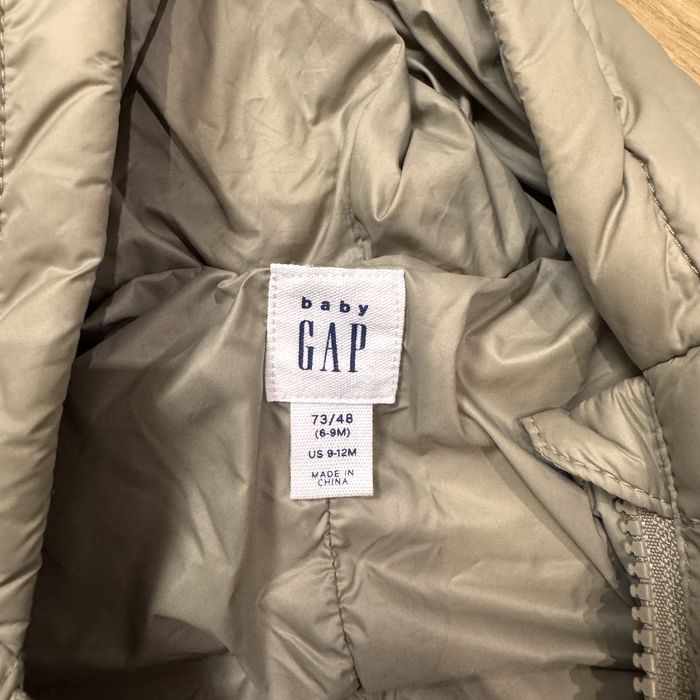 baby
GAP
73/48
(6-9M)
US 9-12M
MADE IN
CHINA